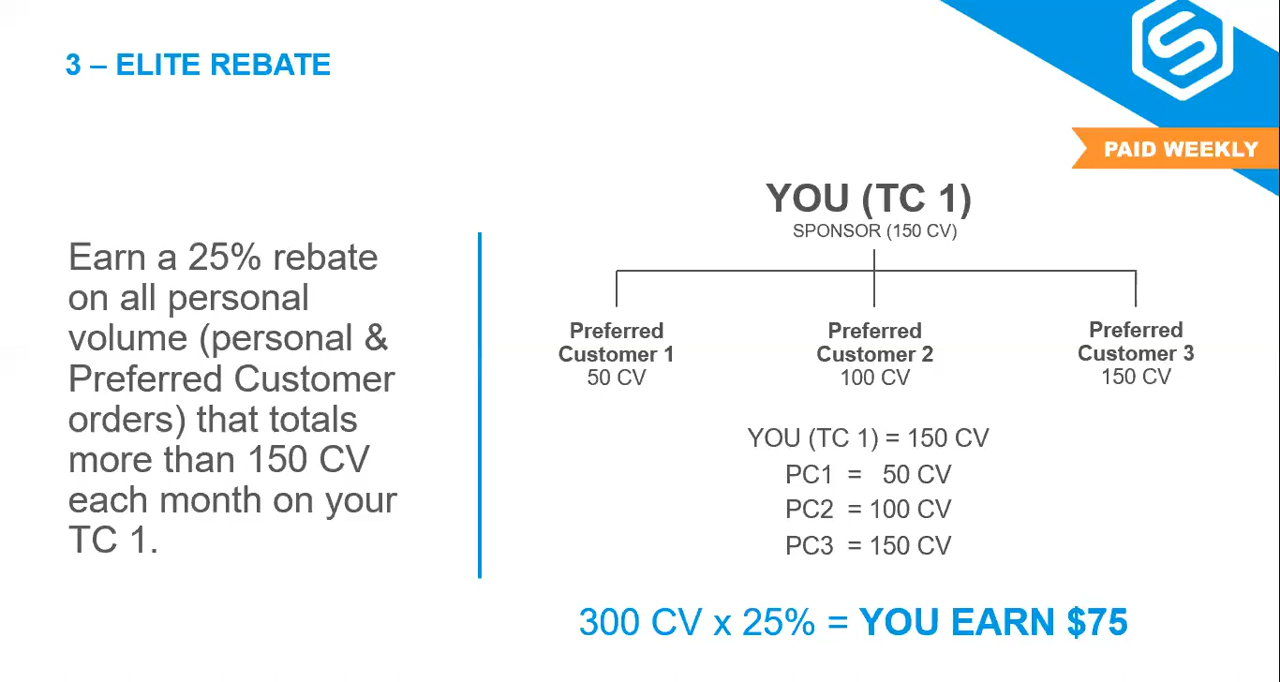 3 – ELITE REBATE
PAID WEEKLY
Earn a 25% rebate
on all personal
volume (personal &
Preferred Customer
orders) that totals
more than 150 CV
each month on your
TC 1.
YOU (TC 1)
SPONSOR (150 CV)
Preferred
Customer 1
50 CV
Preferred
Customer 2
100 CV
Preferred
Customer 3
150 CV
YOU (TC 1) = 150 CV
PC1 = 50 CV
PC2 = 100 CV
PC3 = 150 CV
300 CV x 25% = YOU EARN $75